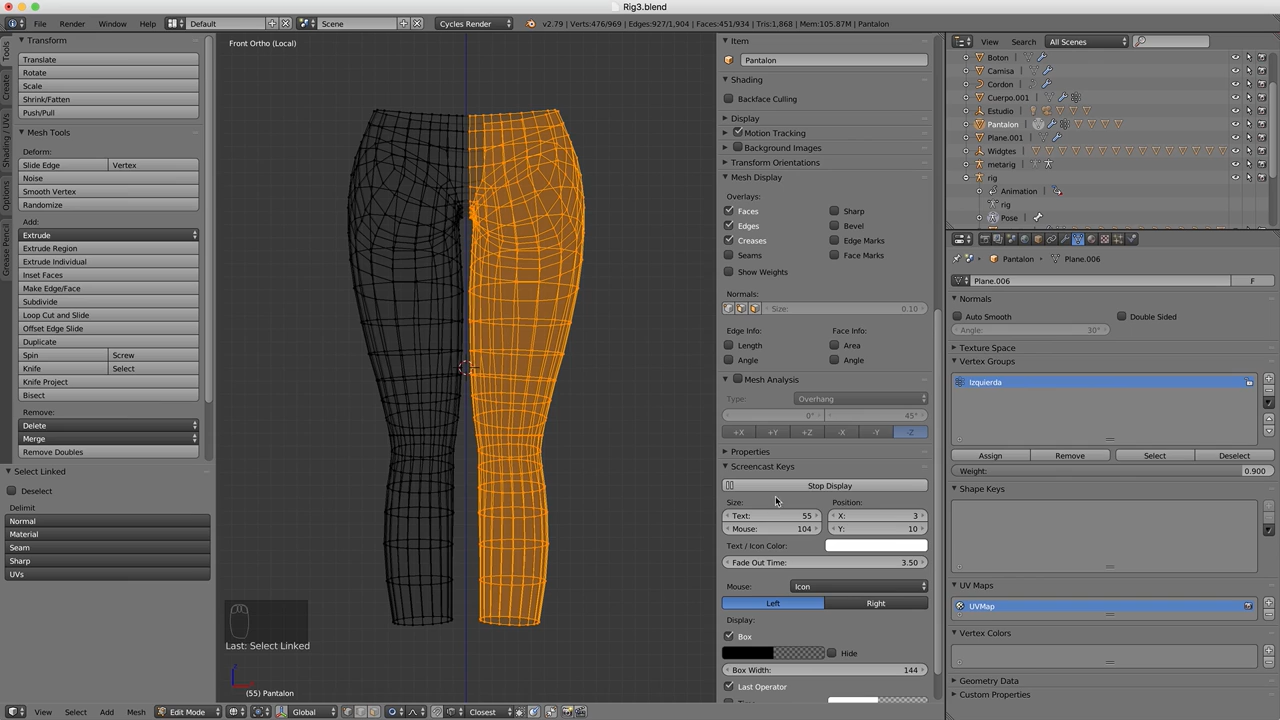 Rig3.blend
File Render Window Help Default Scene Cycles Render v2.79 | Verts:476/969 | Edges:927/1,904 | Faces:451/934 | Tris:1,868 | Mem:105.87M | Pantalon
Tools
Create
Shading / UVs
Options
Grease Pencil
Transform
Translate
Rotate
Scale
Shrink/Fatten
Push/Pull
Mesh Tools
Deform:
Slide Edge Vertex
Noise
Smooth Vertex
Randomize
Add:
Extrude
Extrude Region
Extrude Individual
Inset Faces
Make Edge/Face
Subdivide
Loop Cut and Slide
Offset Edge Slide
Duplicate
Spin Screw
Knife Select
Knife Project
Bisect
Remove:
Delete
Merge
Remove Doubles
Select Linked
Deselect
Delimit
Normal
Material
Seam
Sharp
UVs
Front Ortho (Local)
Last: Select Linked
(55) Pantalon
View Select Add Mesh Edit Mode Global Closest
Item
Pantalon
Shading
Backface Culling
Display
Motion Tracking
Background Images
Transform Orientations
Mesh Display
Overlays:
Faces Sharp
Edges Bevel
Creases Edge Marks
Seams Face Marks
Show Weights
Normals:
Size: 0.10
Edge Info: Face Info:
Length Area
Angle Angle
Mesh Analysis
Type: Overhang
0° 45°
+X +Y +Z -X -Y -Z
Properties
Screencast Keys
Stop Display
Size: Position:
Text: 55 X: 3
Mouse: 104 Y: 10
Text / Icon Color:
Fade Out Time: 3.50
Mouse: Icon
Left Right
Display:
Box
Hide
Box Width: 144
Last Operator
View Search All Scenes
Boton
Camisa
Cordon
Cuerpo.001
Estudio
Pantalon
Plane.001
Widgtes
metarig
rig
Animation
rig
Pose
Pantalon Plane.006
Plane.006 F
Normals
Auto Smooth Double Sided
Angle: 30°
Texture Space
Vertex Groups
Izquierda
Assign Remove Select Deselect
Weight: 0.900
Shape Keys
UV Maps
UVMap
Vertex Colors
Geometry Data
Custom Properties